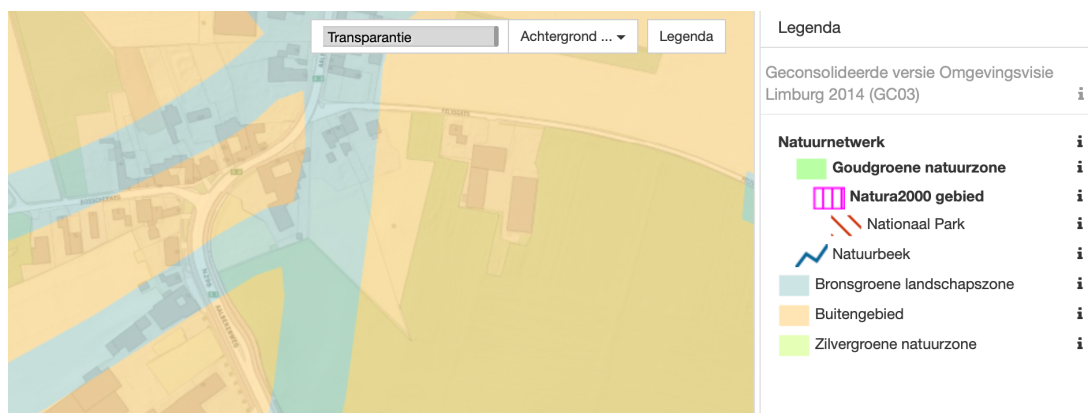 Transparantie
Achtergrond ...
Legenda
Legenda
Geconsolideerde versie Omgevingsvisie
Limburg 2014 (GC03)
Natuurnetwerk
Goudgroene natuurzone
Natura2000 gebied
Nationaal Park
Natuurbeek
Bronsgroene landschapszone
Buitengebied
Zilvergroene natuurzone
AALBEKERWEG